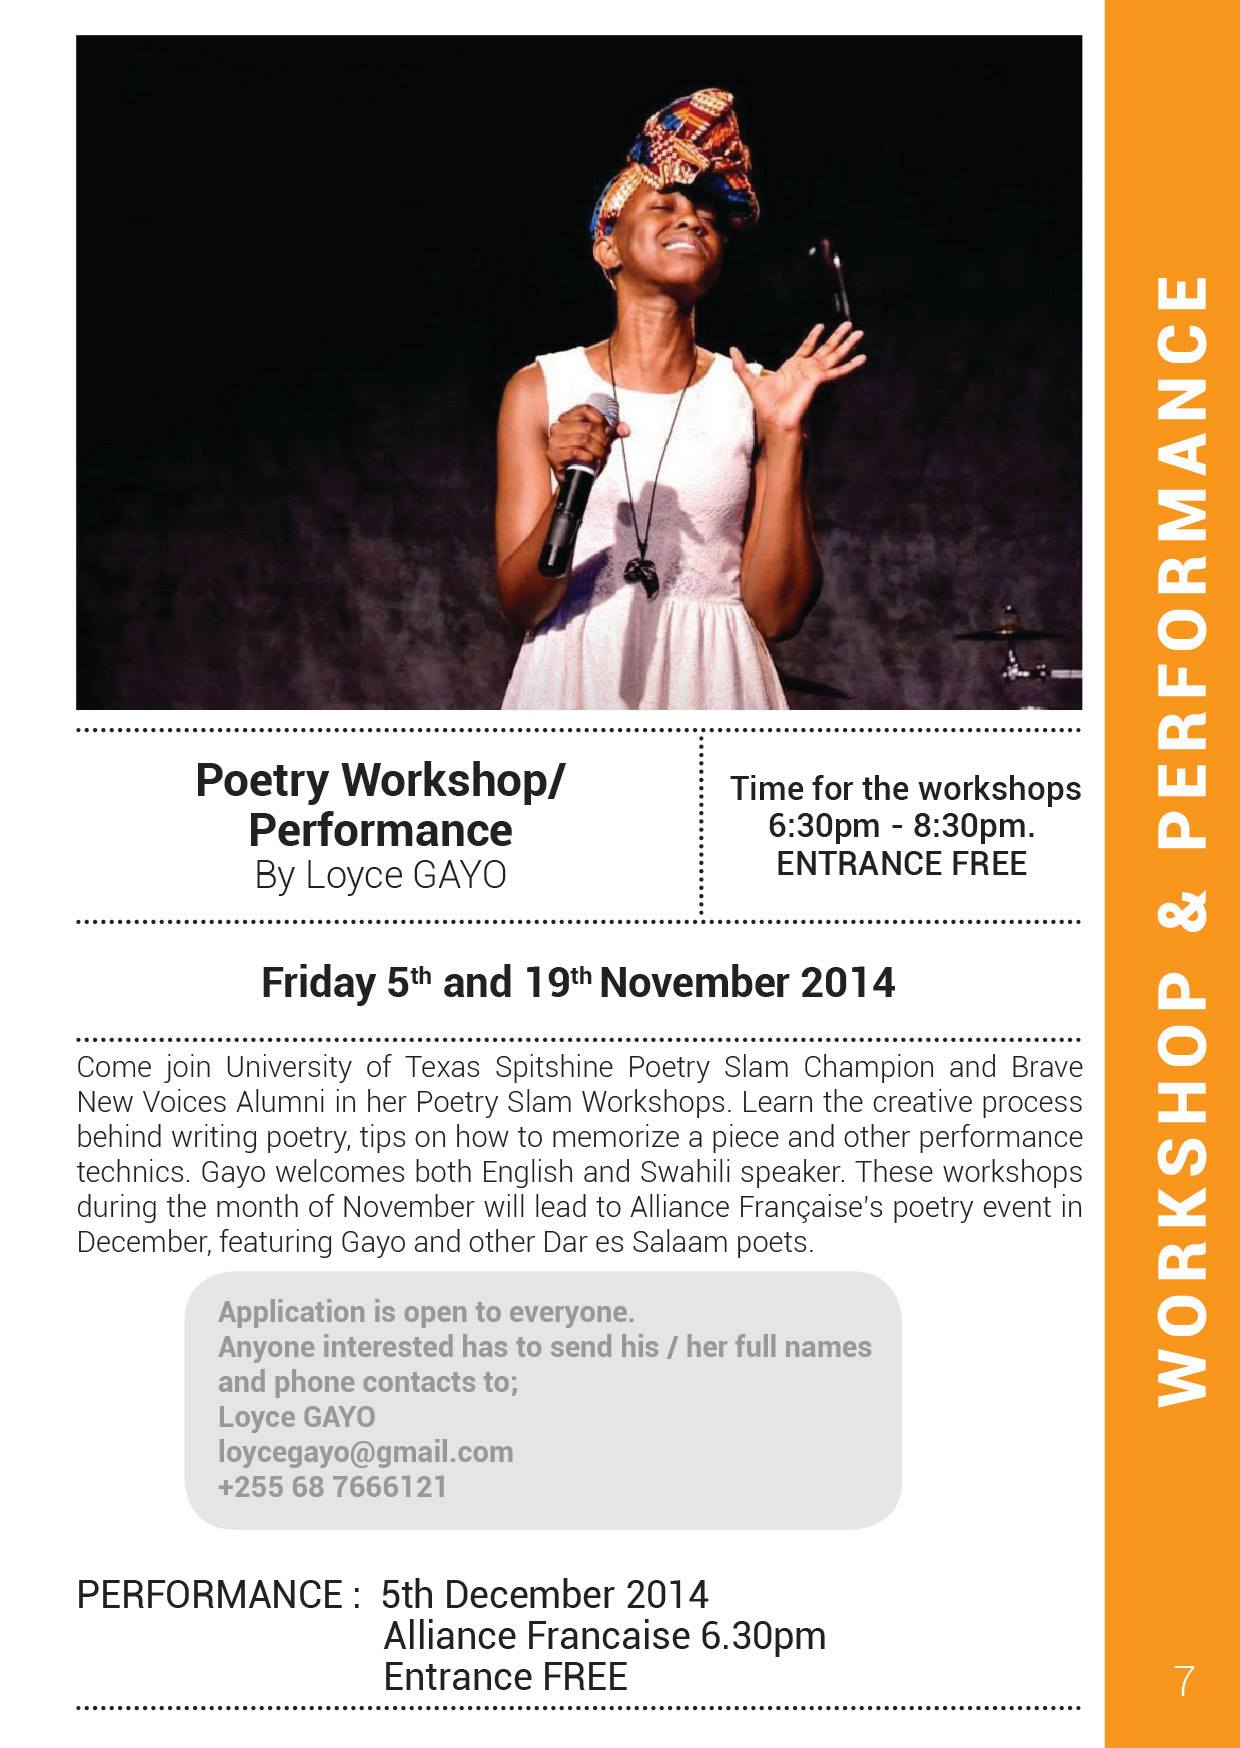 Poetry Workshop/
Performance
By Loyce GAYO
Time for the workshops
6:30pm - 8:30pm.
ENTRANCE FREE
Friday 5th and 19th November 2014
Come join University of Texas Spitshine Poetry Slam Champion and Brave
New Voices Alumni in her Poetry Slam Workshops. Learn the creative process
behind writing poetry, tips on how to memorize a piece and other performance
technics. Gayo welcomes both English and Swahili speaker. These workshops
during the month of November will lead to Alliance Française's poetry event in
December, featuring Gayo and other Dar es Salaam poets.
Application is open to everyone.
Anyone interested has to send his / her full names
and phone contacts to;
Loyce GAYO
loycegayo@gmail.com
+255 68 7666121
PERFORMANCE : 5th December 2014
Alliance Francaise 6.30pm
Entrance FREE
WORKSHOP & PERFORMANCE
7